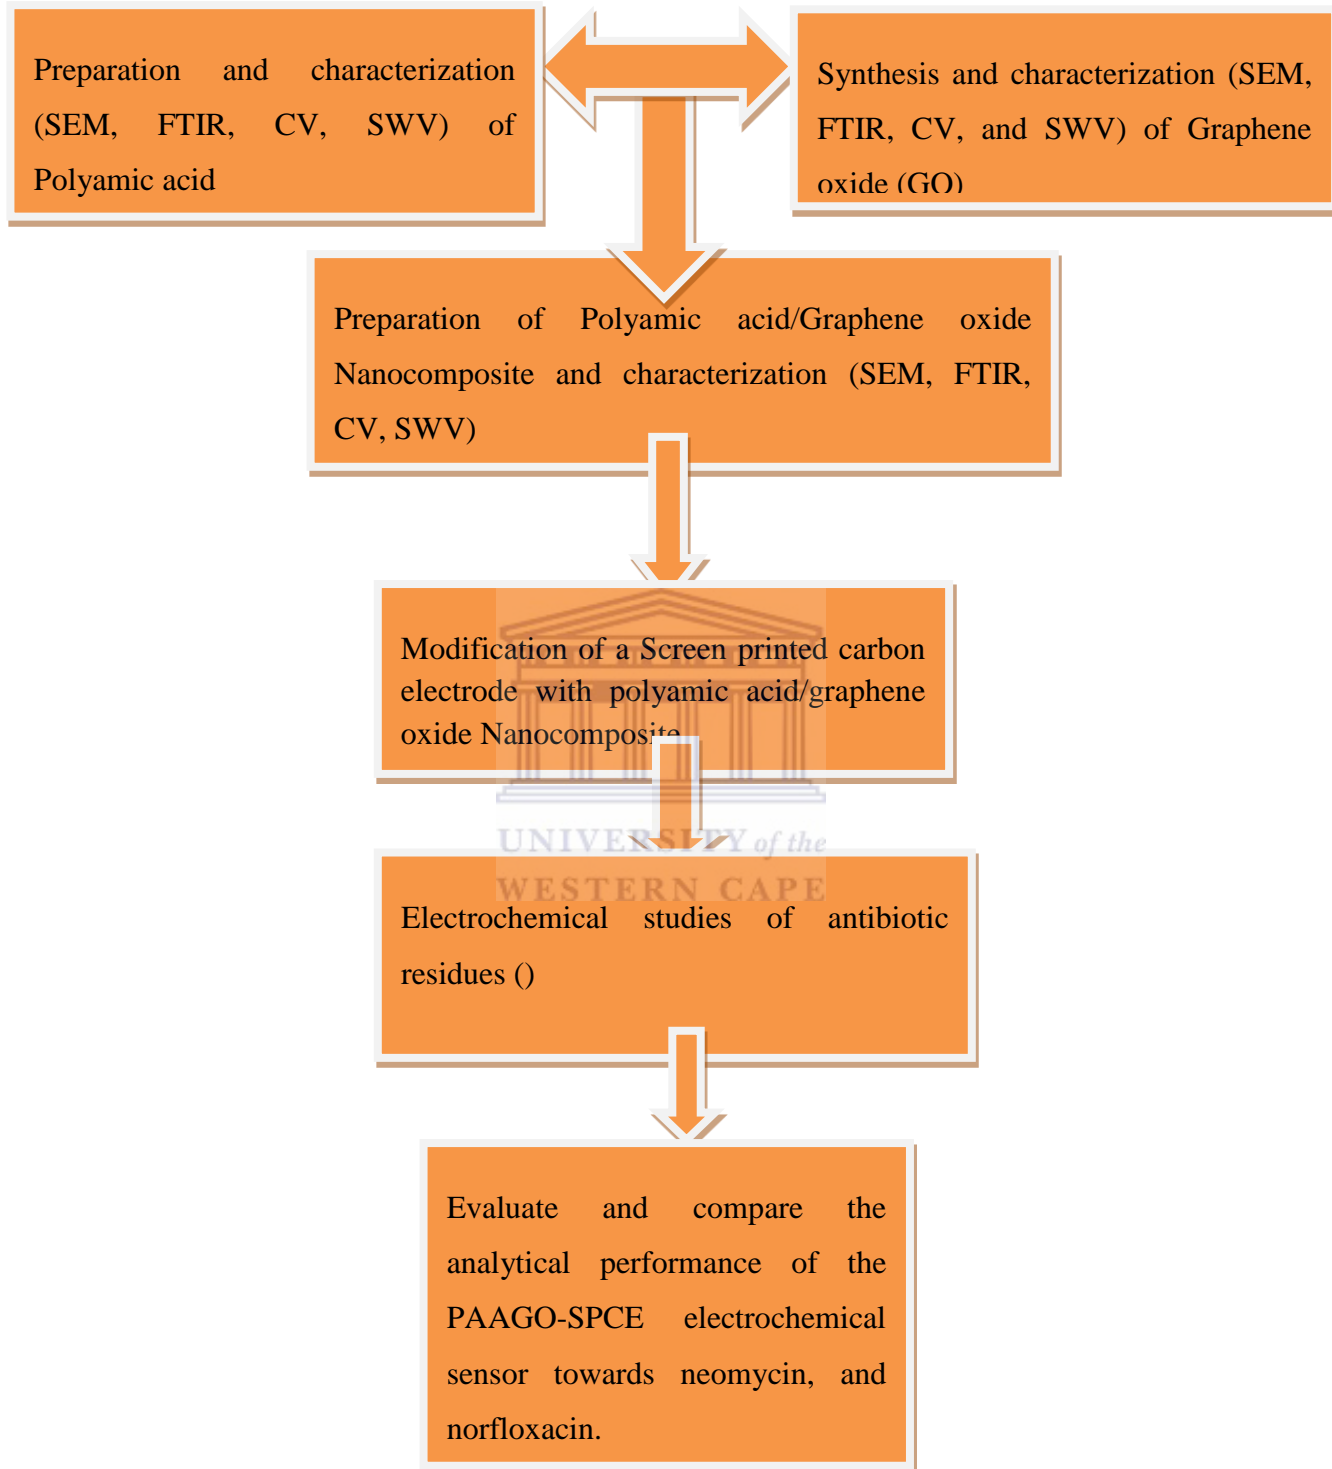 Preparation and characterization
(SEM, FTIR, CV, SWV) of
Polyamic acid
Synthesis and characterization (SEM,
FTIR, CV, and SWV) of Graphene
oxide (GO)
Preparation of Polyamic acid/Graphene oxide
Nanocomposite and characterization (SEM, FTIR,
CV, SWV)
Modification of a Screen printed carbon
electrode with polyamic acid/graphene
oxide Nanocomposite
UNIVERSITY of the
WESTERN CAPE
Electrochemical studies of antibiotic
residues ()
Evaluate and compare the
analytical performance of the
PAAGO-SPCE electrochemical
sensor towards neomycin, and
norfloxacin.